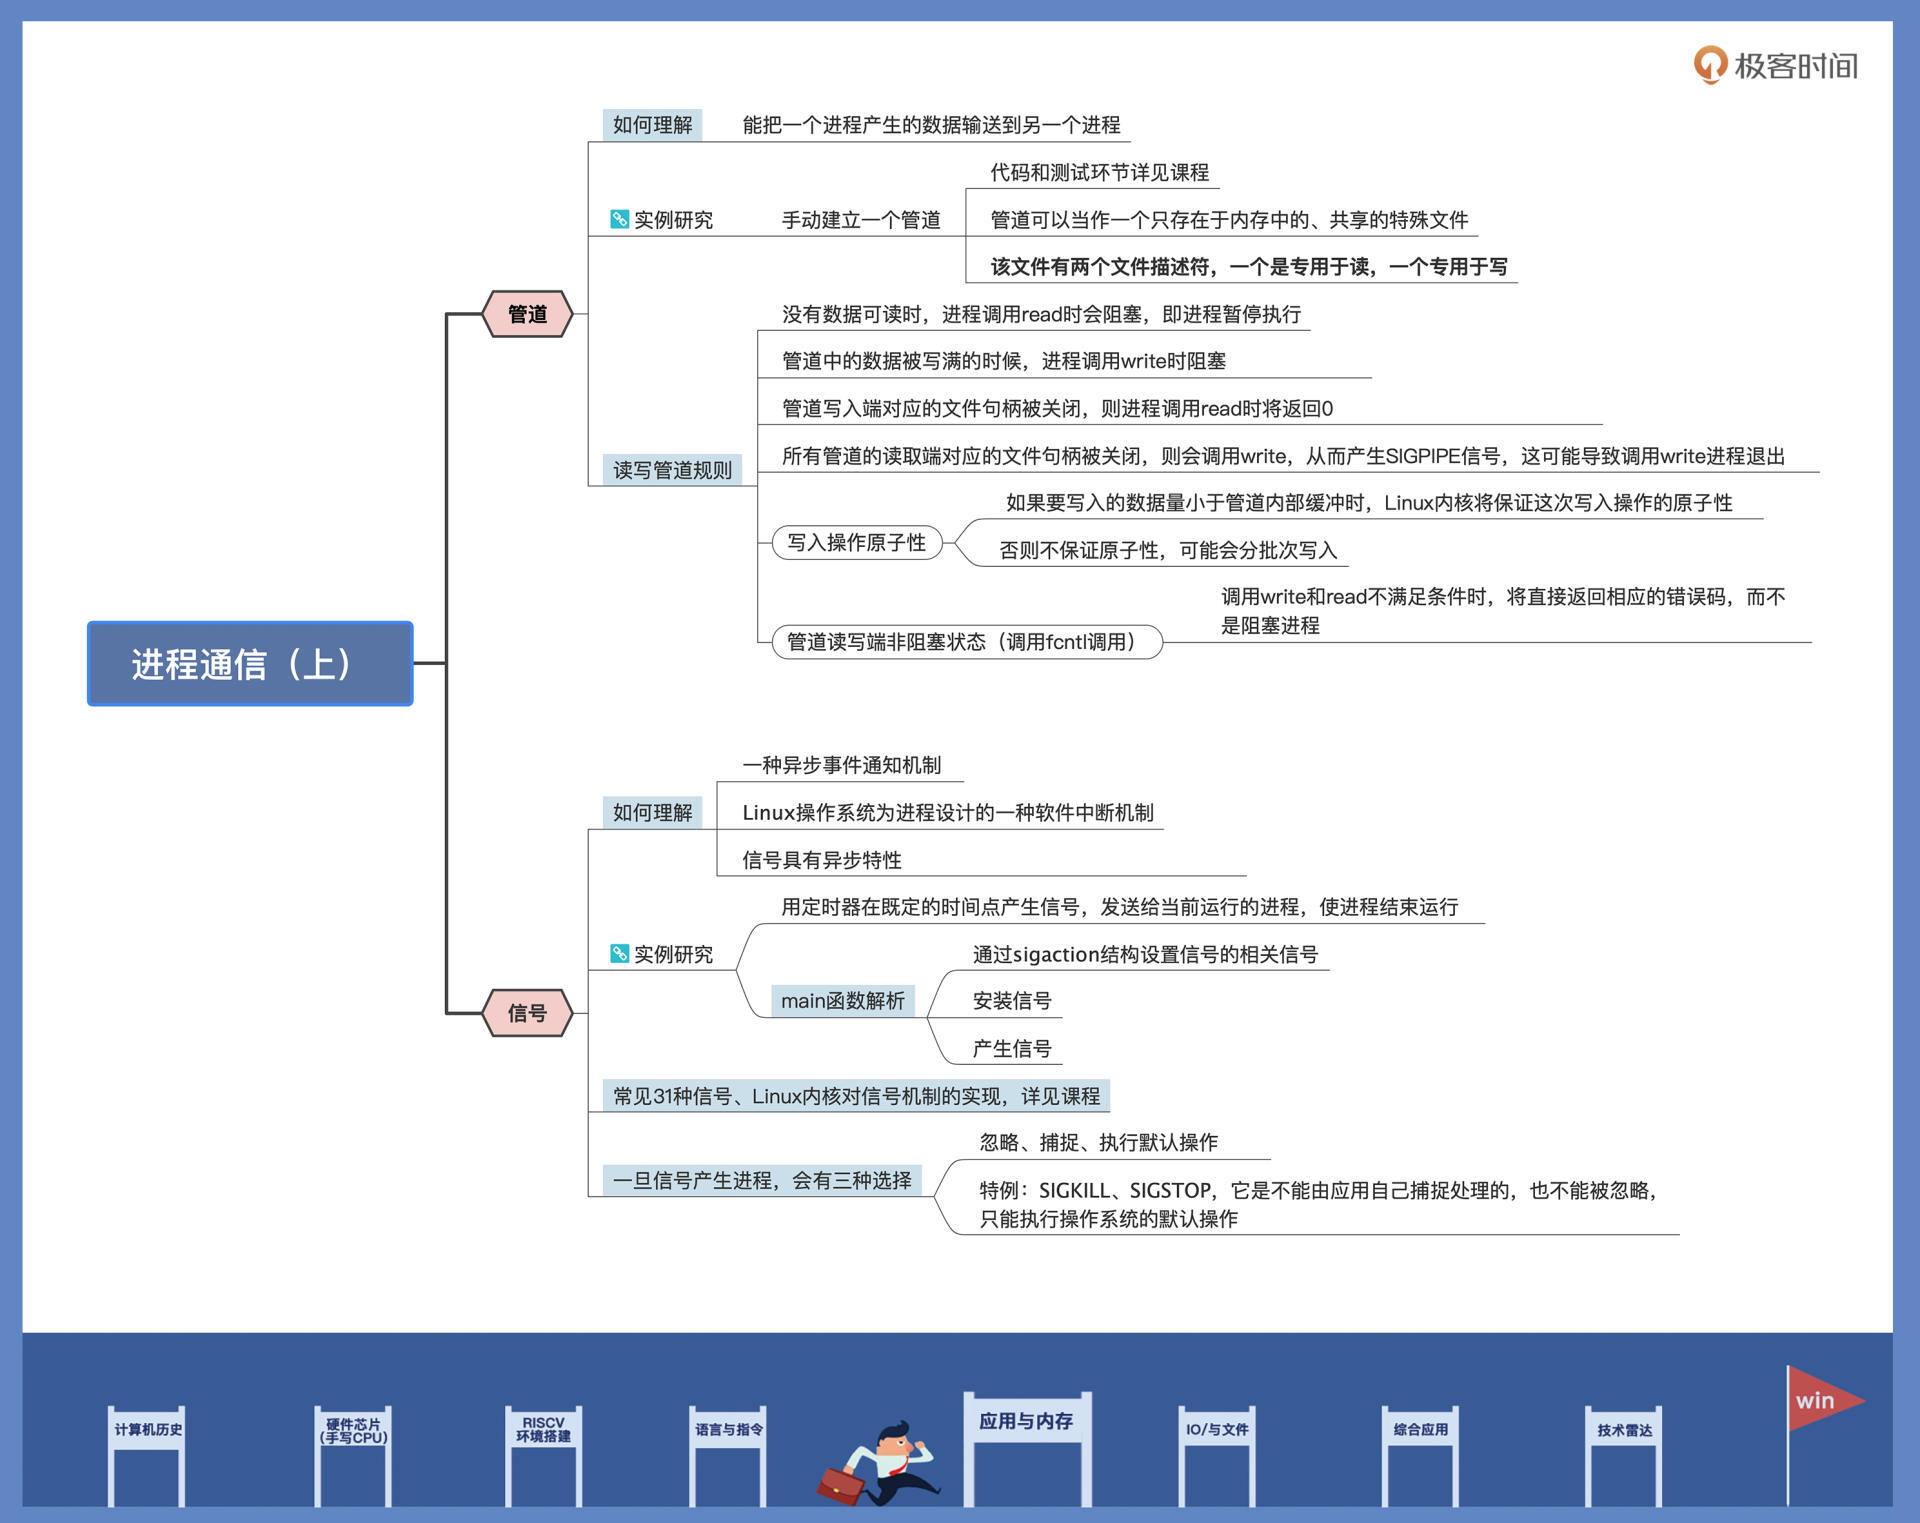 极客时间
进程通信（上）
管道
如何理解
能把一个进程产生的数据输送到另一个进程
实例研究
手动建立一个管道
代码和测试环节详见课程
管道可以当作一个只存在于内存中的、共享的特殊文件
该文件有两个文件描述符，一个是专用于读，一个专用于写
读写管道规则
没有数据可读时，进程调用read时会阻塞，即进程暂停执行
管道中的数据被写满的时候，进程调用write时阻塞
管道写入端对应的文件句柄被关闭，则进程调用read时将返回0
所有管道的读取端对应的文件句柄被关闭，则会调用write，从而产生SIGPIPE信号，这可能导致调用write进程退出
写入操作原子性
如果要写入的数据量小于管道内部缓冲时，Linux内核将保证这次写入操作的原子性
否则不保证原子性，可能会分批次写入
管道读写端非阻塞状态（调用fcntl调用）
调用write和read不满足条件时，将直接返回相应的错误码，而不
是阻塞进程
信号
如何理解
一种异步事件通知机制
Linux操作系统为进程设计的一种软件中断机制
信号具有异步特性
实例研究
用定时器在既定的时间点产生信号，发送给当前运行的进程，使进程结束运行
main函数解析
通过sigaction结构设置信号的相关信号
安装信号
产生信号
常见31种信号、Linux内核对信号机制的实现，详见课程
一旦信号产生进程，会有三种选择
忽略、捕捉、执行默认操作
特例：SIGKILL、SIGSTOP，它是不能由应用自己捕捉处理的，也不能被忽略，
只能执行操作系统的默认操作
计算机历史
硬件芯片
（手写CPU）
RISCV
环境搭建
语言与指令
应用与内存
IO/与文件
综合应用
技术雷达
win